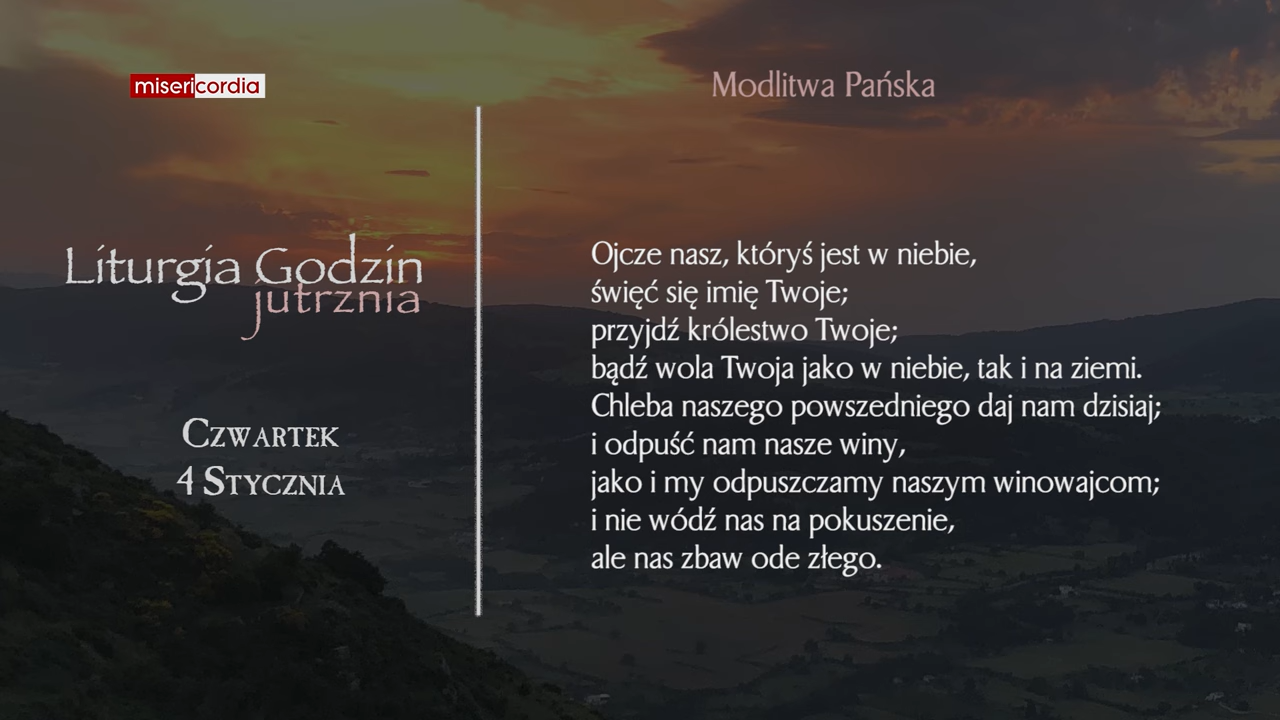 misericordia
Liturgia Godzin
jutrznia
Czwartek
4 Stycznia
Modlitwa Pańska
Ojcze nasz, któryś jest w niebie,
święć się imię Twoje;
przyjdź królestwo Twoje;
bądź wola Twoja jako w niebie, tak i na ziemi.
Chleba naszego powszedniego daj nam dzisiaj;
i odpuść nam nasze winy,
jako i my odpuszczamy naszym winowajcom;
i nie wódź nas na pokuszenie,
ale nas zbaw ode złego.